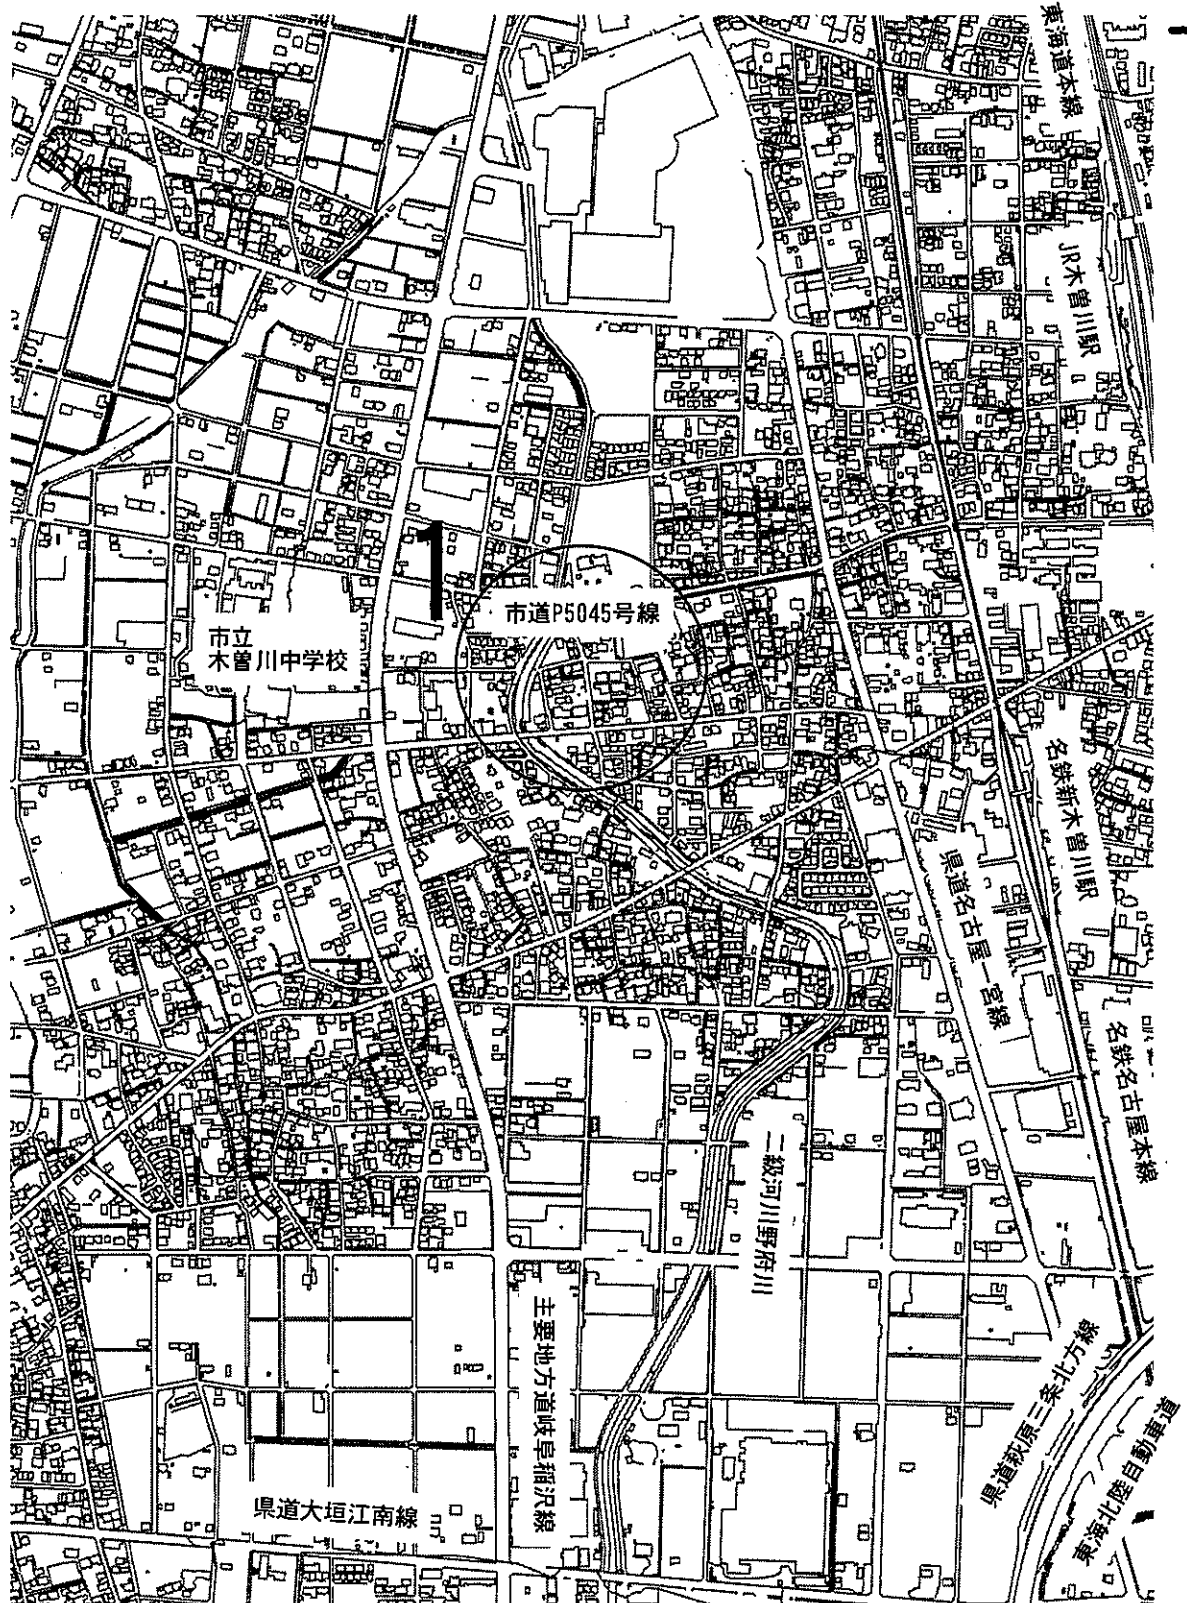 東海道本線
JR木曽川駅
1
市道P5045号線
市立
木曽川中学校
名鉄新木曽川駅
県道名古屋一宮線
名鉄名古屋本線
二級河川野府川
主要地方道岐阜稲沢線
県道萩原三条北方線
東海北陸自動車道
県道大垣江南線